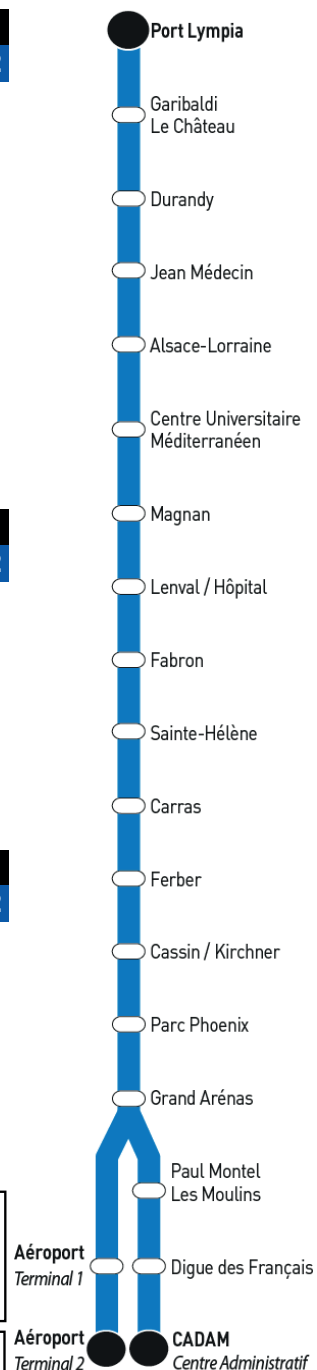 Port Lympia
Garibaldi
Le Château
Durandy
Jean Médecin
Alsace-Lorraine
Centre Universitaire
Méditerranéen
Magnan
Lenval / Hôpital
Fabron
Sainte-Hélène
Carras
Ferber
Cassin / Kirchner
Parc Phoenix
Grand Arénas
Paul Montel
Les Moulins
Aéroport
Terminal 1
Digue des Français
Aéroport
Terminal 2
CADAM
Centre Administratif